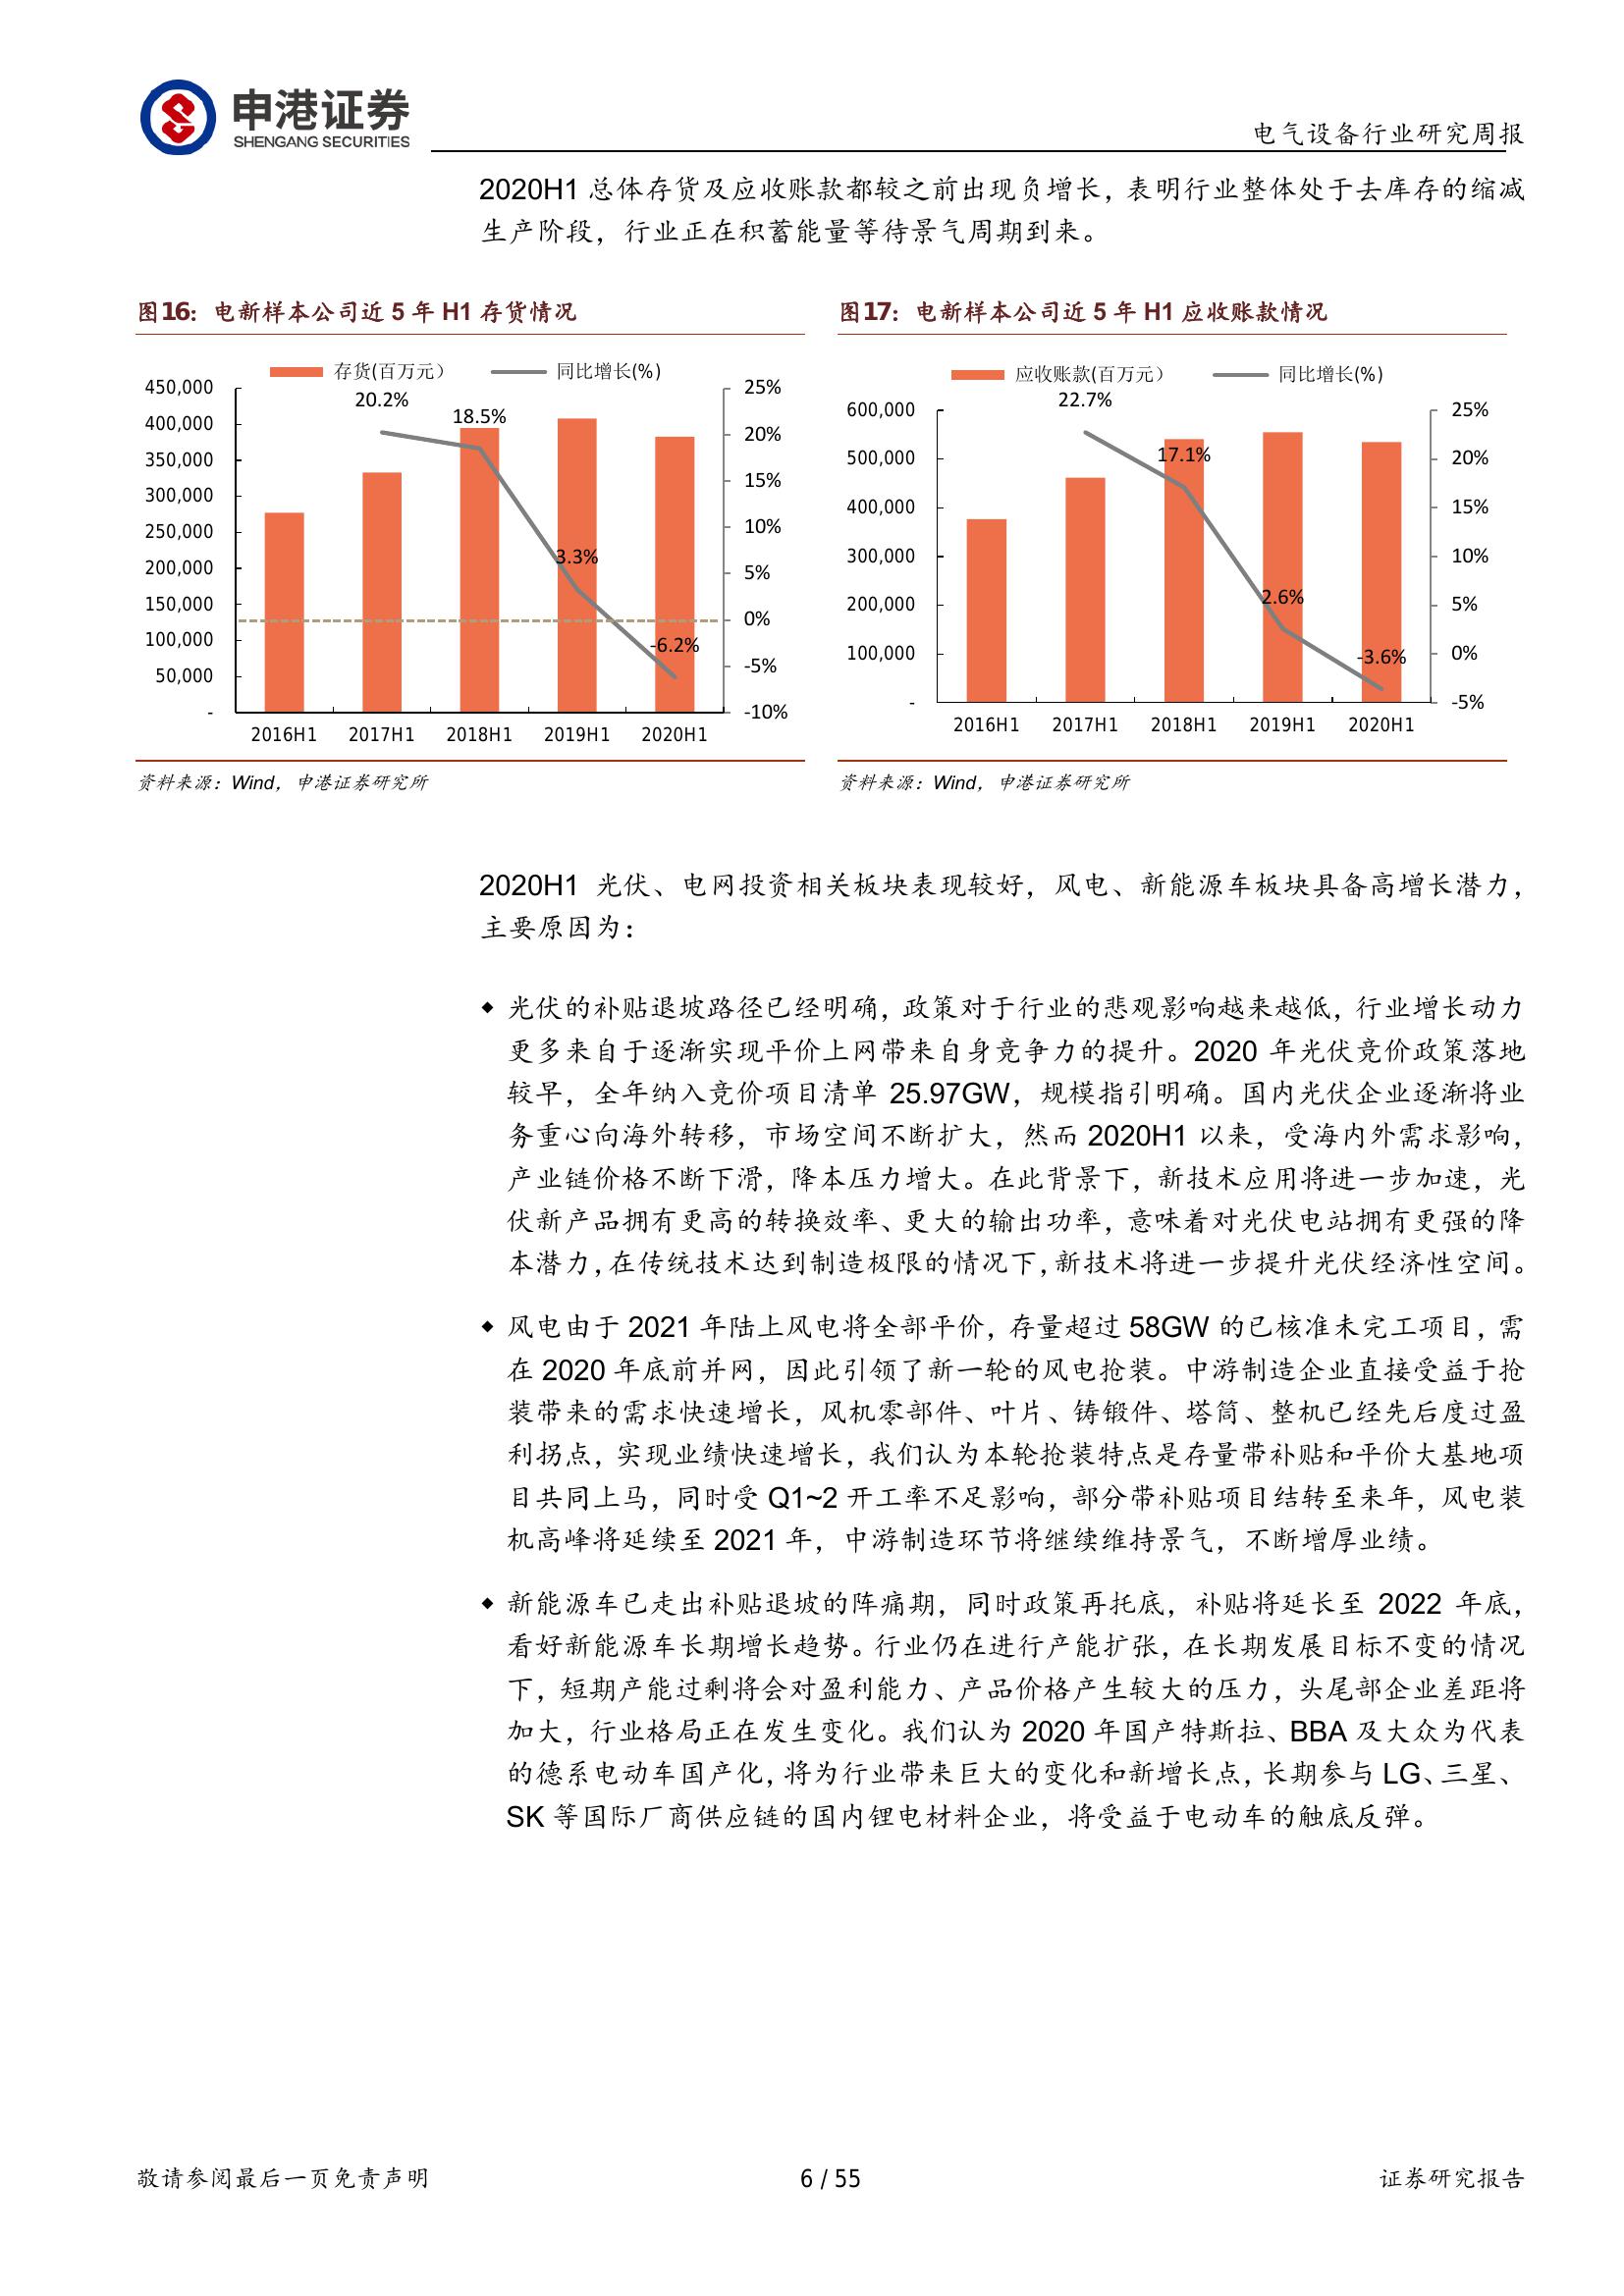 申港证券
SHENGANG SECURITIES
电气设备行业研究周报
2020H1 总体存货及应收账款都较之前出现负增长，表明行业整体处于去库存的缩减
生产阶段，行业正在积蓄能量等待景气周期到来。
图16：电新样本公司近 5 年 H1 存货情况
存货(百万元）
同比增长(%)
450,000
400,000
350,000
300,000
250,000
200,000
150,000
100,000
50,000
-
20.2%
18.5%
3.3%
-6.2%
25%
20%
15%
10%
5%
0%
-5%
-10%
2016H1 2017H1 2018H1 2019H1 2020H1
资料来源：Wind，申港证券研究所
图17：电新样本公司近 5 年 H1 应收账款情况
应收账款(百万元）
同比增长(%)
600,000
500,000
400,000
300,000
200,000
100,000
-
22.7%
17.1%
2.6%
-3.6%
25%
20%
15%
10%
5%
0%
-5%
2016H1 2017H1 2018H1 2019H1 2020H1
资料来源：Wind，申港证券研究所
2020H1 光伏、电网投资相关板块表现较好，风电、新能源车板块具备高增长潜力，
主要原因为：
◆ 光伏的补贴退坡路径已经明确，政策对于行业的悲观影响越来越低，行业增长动力
更多来自于逐渐实现平价上网带来自身竞争力的提升。2020 年光伏竞价政策落地
较早，全年纳入竞价项目清单 25.97GW，规模指引明确。国内光伏企业逐渐将业
务重心向海外转移，市场空间不断扩大，然而 2020H1 以来，受海内外需求影响，
产业链价格不断下滑，降本压力增大。在此背景下，新技术应用将进一步加速，光
伏新产品拥有更高的转换效率、更大的输出功率，意味着对光伏电站拥有更强的降
本潜力，在传统技术达到制造极限的情况下，新技术将进一步提升光伏经济性空间。
◆ 风电由于 2021 年陆上风电将全部平价，存量超过 58GW 的已核准未完工项目，需
在 2020 年底前并网，因此引领了新一轮的风电抢装。中游制造企业直接受益于抢
装带来的需求快速增长，风机零部件、叶片、铸锻件、塔筒、整机已经先后度过盈
利拐点，实现业绩快速增长，我们认为本轮抢装特点是存量带补贴和平价大基地项
目共同上马，同时受 Q1~2 开工率不足影响，部分带补贴项目结转至来年，风电装
机高峰将延续至 2021 年，中游制造环节将继续维持景气，不断增厚业绩。
◆ 新能源车已走出补贴退坡的阵痛期，同时政策再托底，补贴将延长至 2022 年底，
看好新能源车长期增长趋势。行业仍在进行产能扩张，在长期发展目标不变的情况
下，短期产能过剩将会对盈利能力、产品价格产生较大的压力，头尾部企业差距将
加大，行业格局正在发生变化。我们认为 2020 年国产特斯拉、BBA 及大众为代表
的德系电动车国产化，将为行业带来巨大的变化和新增长点，长期参与 LG、三星、
SK 等国际厂商供应链的国内锂电材料企业，将受益于电动车的触底反弹。
敬请参阅最后一页免责声明
6 / 55
证券研究报告